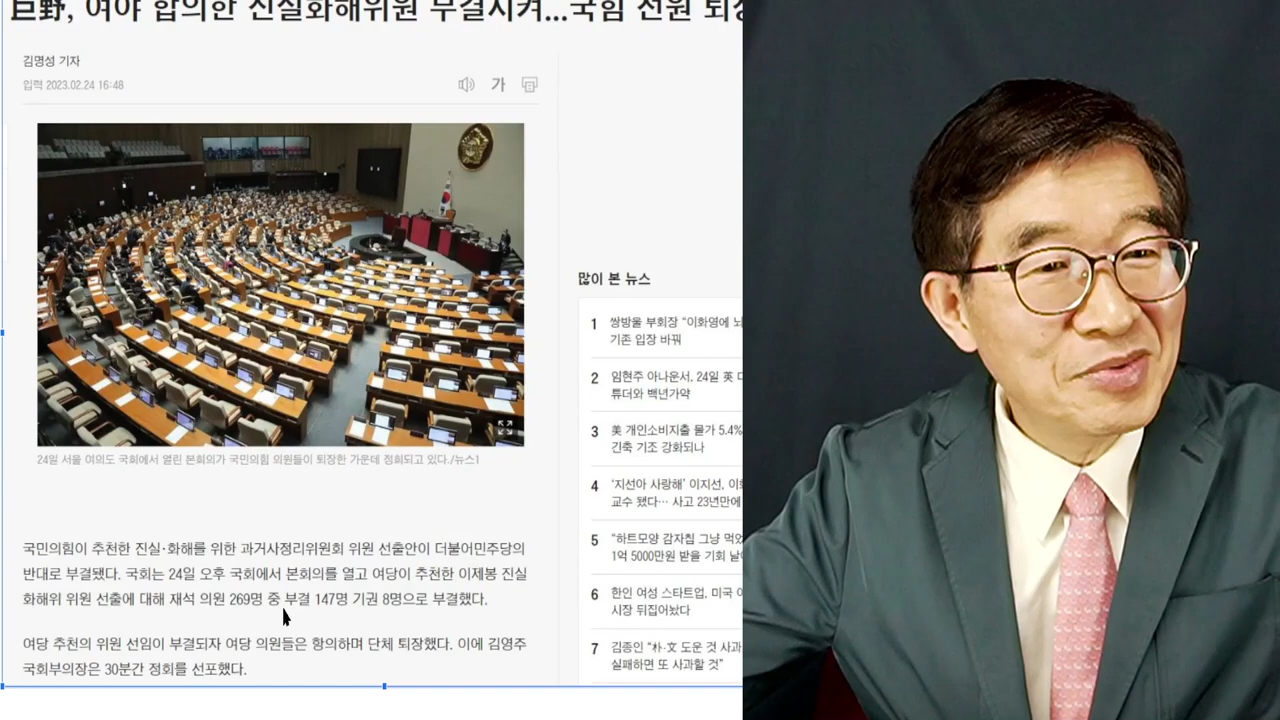 巨野, 여야 합의한 진실화해위원 부결시켜...국힘 전원 퇴장
김명성 기자
입력 2023.02.24 16:48
가
24일 서울 여의도 국회에서 열린 본회의가 국민의힘 의원들이 퇴장한 가운데 정회되고 있다./뉴스1
국민의힘이 추천한 진실·화해를 위한 과거사정리위원회 위원 선출안이 더불어민주당의
반대로 부결됐다. 국회는 24일 오후 국회에서 본회의를 열고 여당이 추천한 이제봉 진실
화해위 위원 선출에 대해 재석 의원 269명 중 부결 147명 기권 8명으로 부결했다.
여당 추천의 위원 선임이 부결되자 여당 의원들은 항의하며 단체 퇴장했다. 이에 김영주
국회부의장은 30분간 정회를 선포했다.
많이 본 뉴스
1 쌍방울 부회장 “이화영에
기존 입장 바꿔
2 임현주 아나운서, 24일 英
튜더와 백년가약
3 美 개인소비지출 물가 5.4%
긴축 기조 강화되나
4 ‘지선아 사랑해’ 이지선,
교수 됐다… 사고 23년만에
5 “하트모양 감자칩 그냥
1억 5000만원 받을 기회
6 한인 여성 스타트업, 미국
시장 뒤집어놨다
7 김종인 “朴·文 도운 것
실패하면 또 사과할 것”